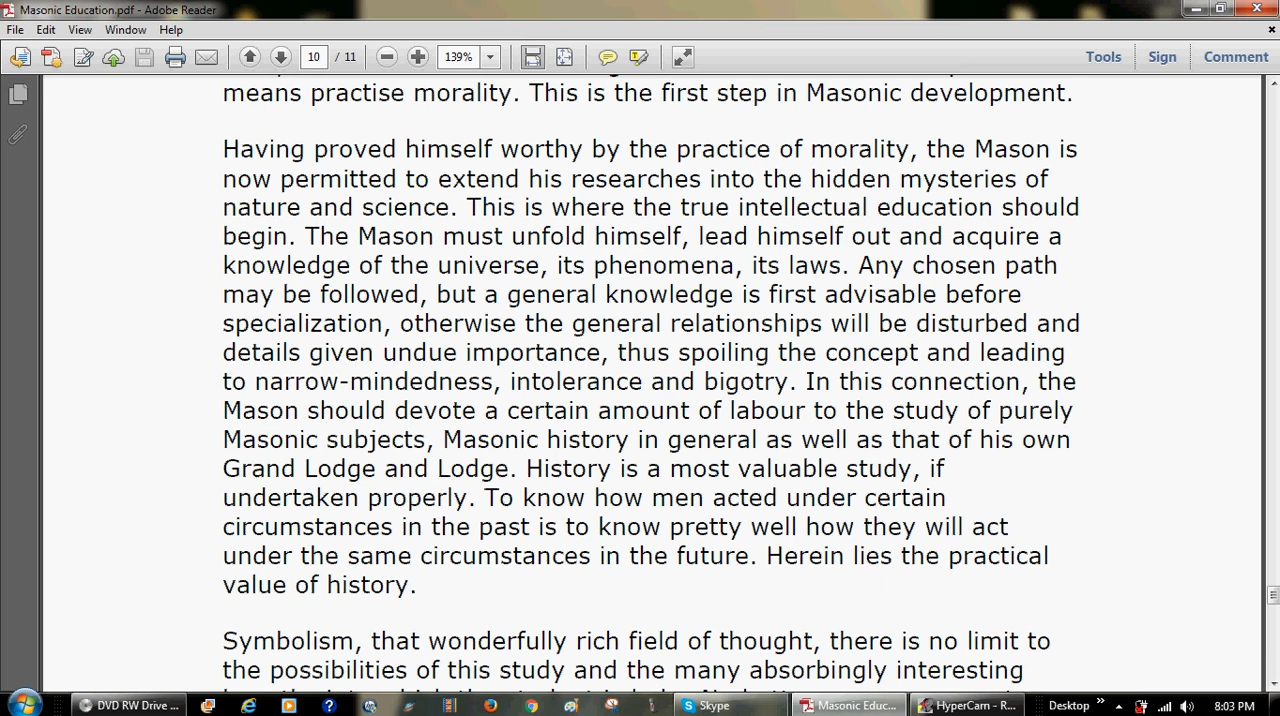 Masonic Education.pdf - Adobe Reader
File Edit View Window Help
10 / 11 139% Tools Sign Comment
means practise morality. This is the first step in Masonic development.
Having proved himself worthy by the practice of morality, the Mason is
now permitted to extend his researches into the hidden mysteries of
nature and science. This is where the true intellectual education should
begin. The Mason must unfold himself, lead himself out and acquire a
knowledge of the universe, its phenomena, its laws. Any chosen path
may be followed, but a general knowledge is first advisable before
specialization, otherwise the general relationships will be disturbed and
details given undue importance, thus spoiling the concept and leading
to narrow-mindedness, intolerance and bigotry. In this connection, the
Mason should devote a certain amount of labour to the study of purely
Masonic subjects, Masonic history in general as well as that of his own
Grand Lodge and Lodge. History is a most valuable study, if
undertaken properly. To know how men acted under certain
circumstances in the past is to know pretty well how they will act
under the same circumstances in the future. Herein lies the practical
value of history.
Symbolism, that wonderfully rich field of thought, there is no limit to
the possibilities of this study and the many absorbingly interesting
DVD RW Drive ... Skype Masonic Educ... HyperCam - R... Desktop 8:03 PM